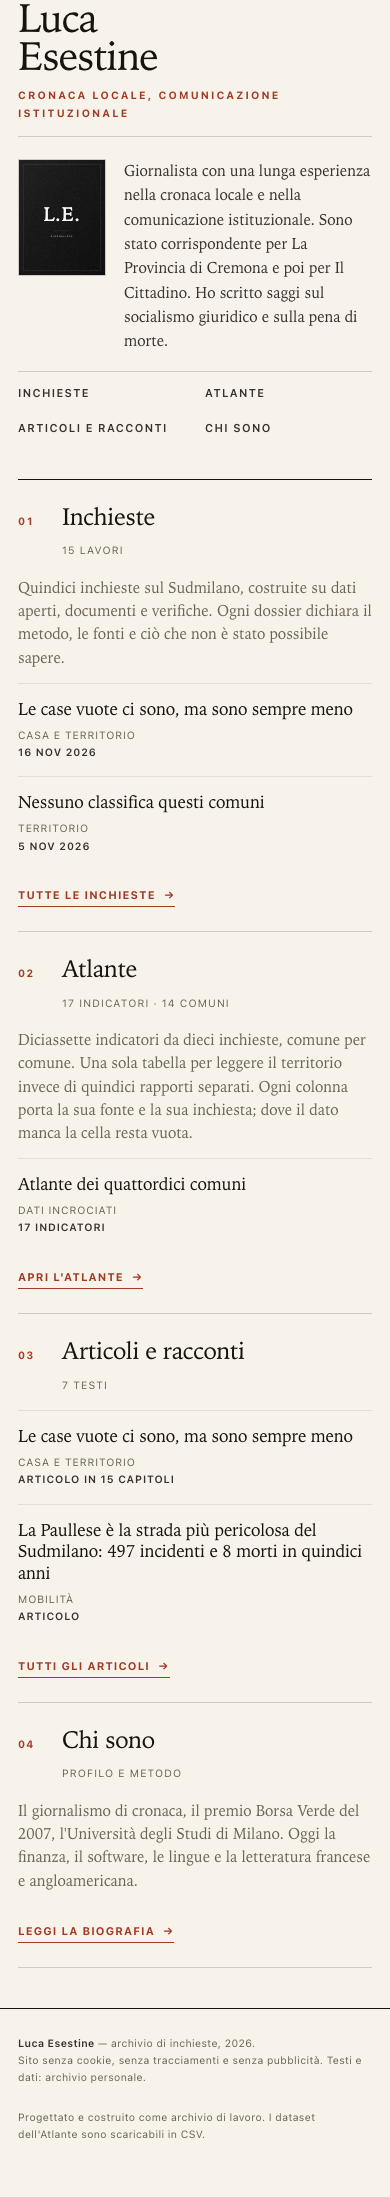 Luca
Esestine
CRONACA LOCALE, COMUNICAZIONE
ISTITUZIONALE
L.E.
Giornalista con una lunga esperienza
nella cronaca locale e nella
comunicazione istituzionale. Sono
stato corrispondente per La
Provincia di Cremona e poi per Il
Cittadino. Ho scritto saggi sul
socialismo giuridico e sulla pena di
morte.
INCHIESTE
ATLANTE
ARTICOLI E RACCONTI
CHI SONO
01 Inchieste
15 LAVORI
Quindici inchieste sul Sudmilano, costruite su dati
aperti, documenti e verifiche. Ogni dossier dichiara il
metodo, le fonti e ciò che non è stato possibile
sapere.
Le case vuote ci sono, ma sono sempre meno
CASA E TERRITORIO
16 NOV 2026
Nessuno classifica questi comuni
TERRITORIO
5 NOV 2026
TUTTE LE INCHIESTE →
02 Atlante
17 INDICATORI · 14 COMUNI
Diciassette indicatori da dieci inchieste, comune per
comune. Una sola tabella per leggere il territorio
invece di quindici rapporti separati. Ogni colonna
porta la sua fonte e la sua inchiesta; dove il dato
manca la cella resta vuota.
Atlante dei quattordici comuni
DATI INCROCIATI
17 INDICATORI
APRI L'ATLANTE →
03 Articoli e racconti
7 TESTI
Le case vuote ci sono, ma sono sempre meno
CASA E TERRITORIO
ARTICOLO IN 15 CAPITOLI
La Paullese è la strada più pericolosa del
Sudmilano: 497 incidenti e 8 morti in quindici
anni
MOBILITÀ
ARTICOLO
TUTTI GLI ARTICOLI →
04 Chi sono
PROFILO E METODO
Il giornalismo di cronaca, il premio Borsa Verde del
2007, l'Università degli Studi di Milano. Oggi la
finanza, il software, le lingue e la letteratura francese
e angloamericana.
LEGGI LA BIOGRAFIA →
Luca Esestine — archivio di inchieste, 2026.
Sito senza cookie, senza tracciamenti e senza pubblicità. Testi e
dati: archivio personale.
Progettato e costruito come archivio di lavoro. I dataset
dell'Atlante sono scaricabili in CSV.